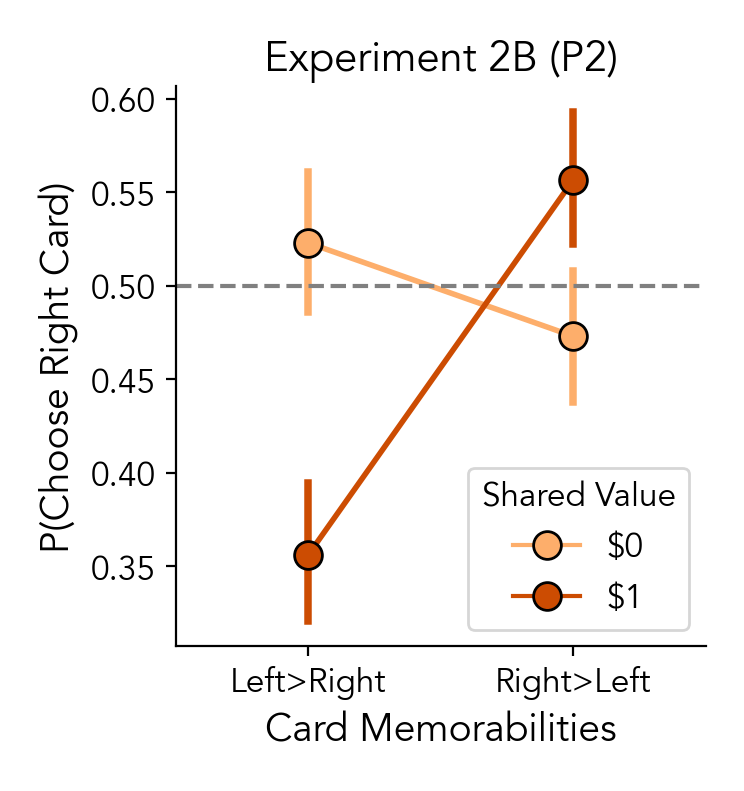 Experiment 2B (P2)
P(Choose Right Card)
0.60
0.55
0.50
0.45
0.40
0.35
Shared Value
$0
$1
Left>Right
Right>Left
Card Memorabilities